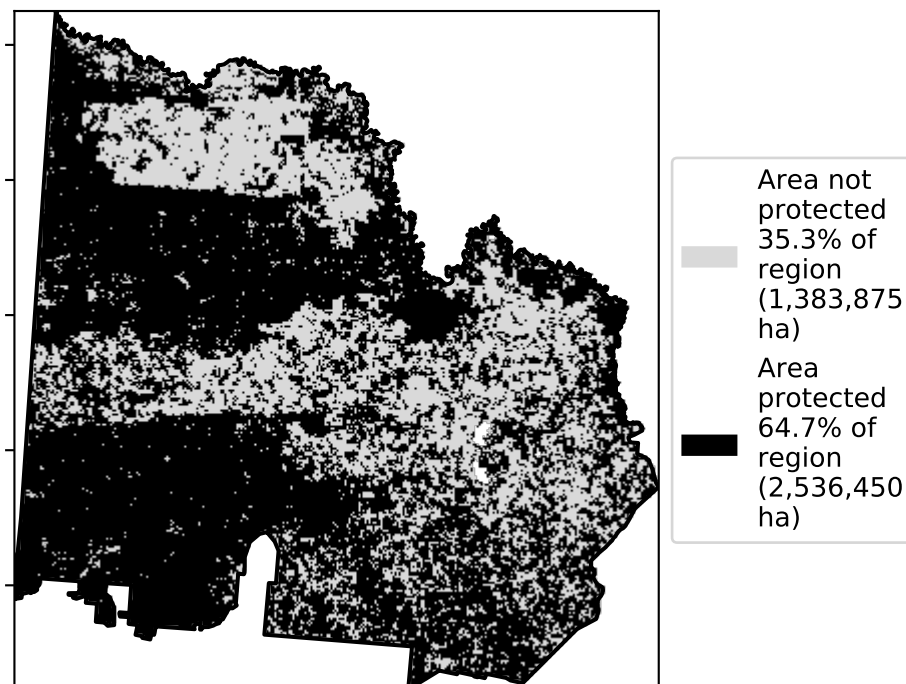 Area not
protected
35.3% of
region
(1,383,875
ha)
Area
protected
64.7% of
region
(2,536,450
ha)